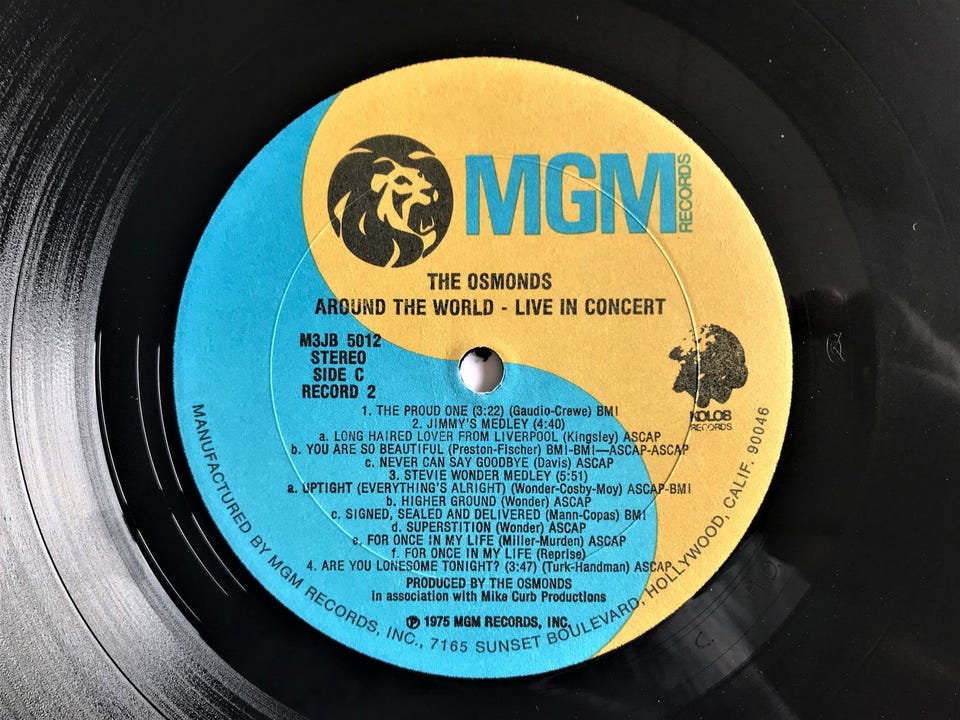 MGM RECORDS
THE OSMONDS
AROUND THE WORLD - LIVE IN CONCERT
M3JB 5012
STEREO
SIDE C
RECORD 2
KOLOB
RECORDS
1. THE PROUD ONE (3:22) (Gaudio-Crewe) BMI
2. JIMMY'S MEDLEY (4:40)
a. LONG HAIRED LOVER FROM LIVERPOOL (Kingsley) ASCAP
b. YOU ARE SO BEAUTIFUL (Preston-Fischer) BMI-BMI—ASCAP-ASCAP
c. NEVER CAN SAY GOODBYE (Davis) ASCAP
3. STEVIE WONDER MEDLEY (5:51)
a. UPTIGHT (EVERYTHING'S ALRIGHT) (Wonder-Cosby-Moy) ASCAP-BMI
b. HIGHER GROUND (Wonder) ASCAP
c. SIGNED, SEALED AND DELIVERED (Mann-Copas) BMI
d. SUPERSTITION (Wonder) ASCAP
e. FOR ONCE IN MY LIFE (Miller-Murden) ASCAP
f. FOR ONCE IN MY LIFE (Reprise)
4. ARE YOU LONESOME TONIGHT? (3:47) (Turk-Handman) ASCAP
PRODUCED BY THE OSMONDS
in association with Mike Curb Productions
℗ 1975 MGM RECORDS, INC.
MANUFACTURED BY MGM RECORDS, INC., 7165 SUNSET BOULEVARD, HOLLYWOOD, CALIF. 90046